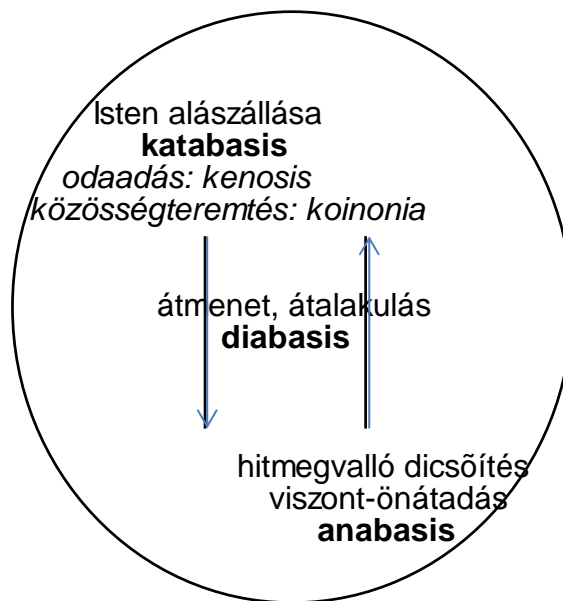 Isten alászállása
katabasis
odaadás: kenosis
közösségteremtés: koinonia
átmenet, átalakulás
diabasis
hitmegvalló dicsõítés
viszont-önátadás
anabasis